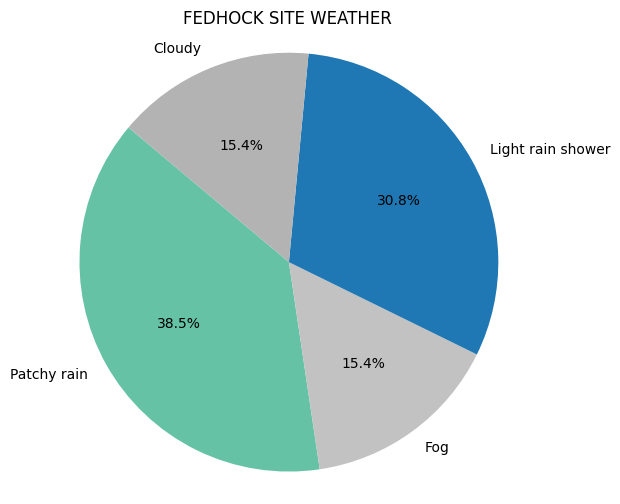 FEDHOCK SITE WEATHER
Cloudy
15.4%
Light rain shower
30.8%
38.5%
Patchy rain
15.4%
Fog